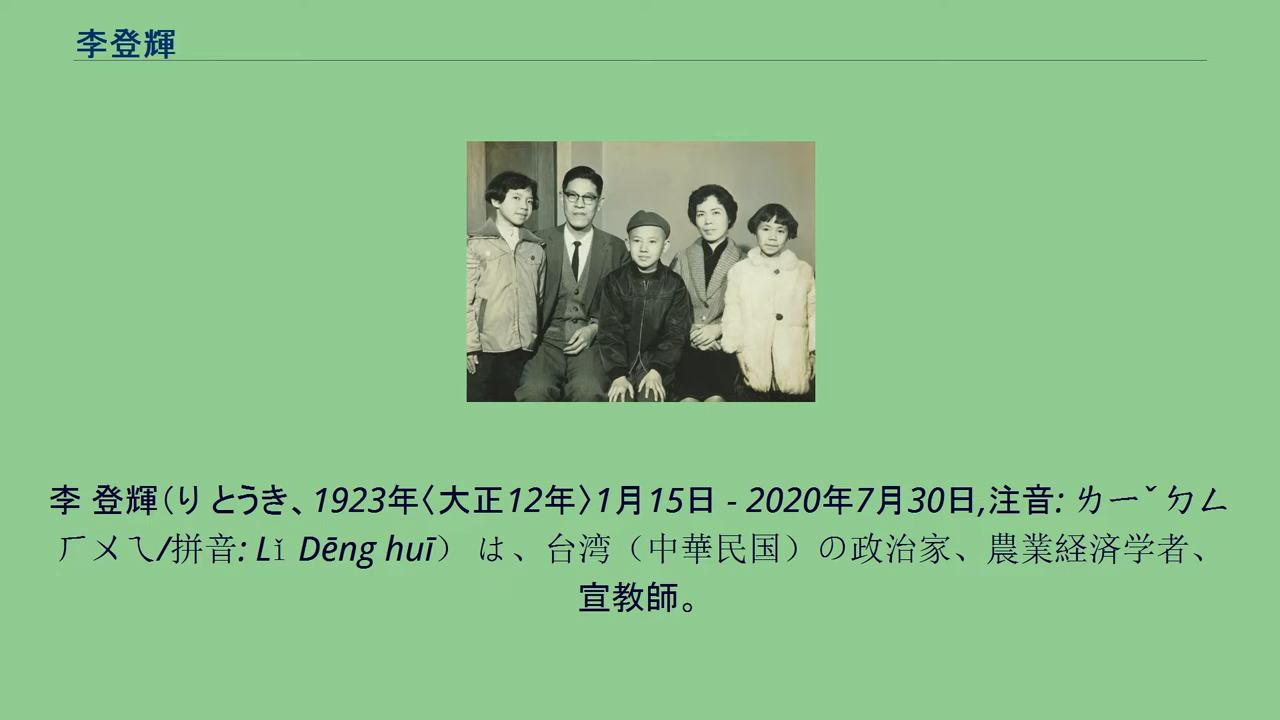 李登輝
李 登輝（り とうき、1923年〈大正12年〉1月15日 - 2020年7月30日,注音: ㄌㄧˇ ㄉㄥ
ㄏㄨㄟ/拼音: Lǐ Dēng huī） は、台湾（中華民国）の政治家、農業経済学者、
宣教師。